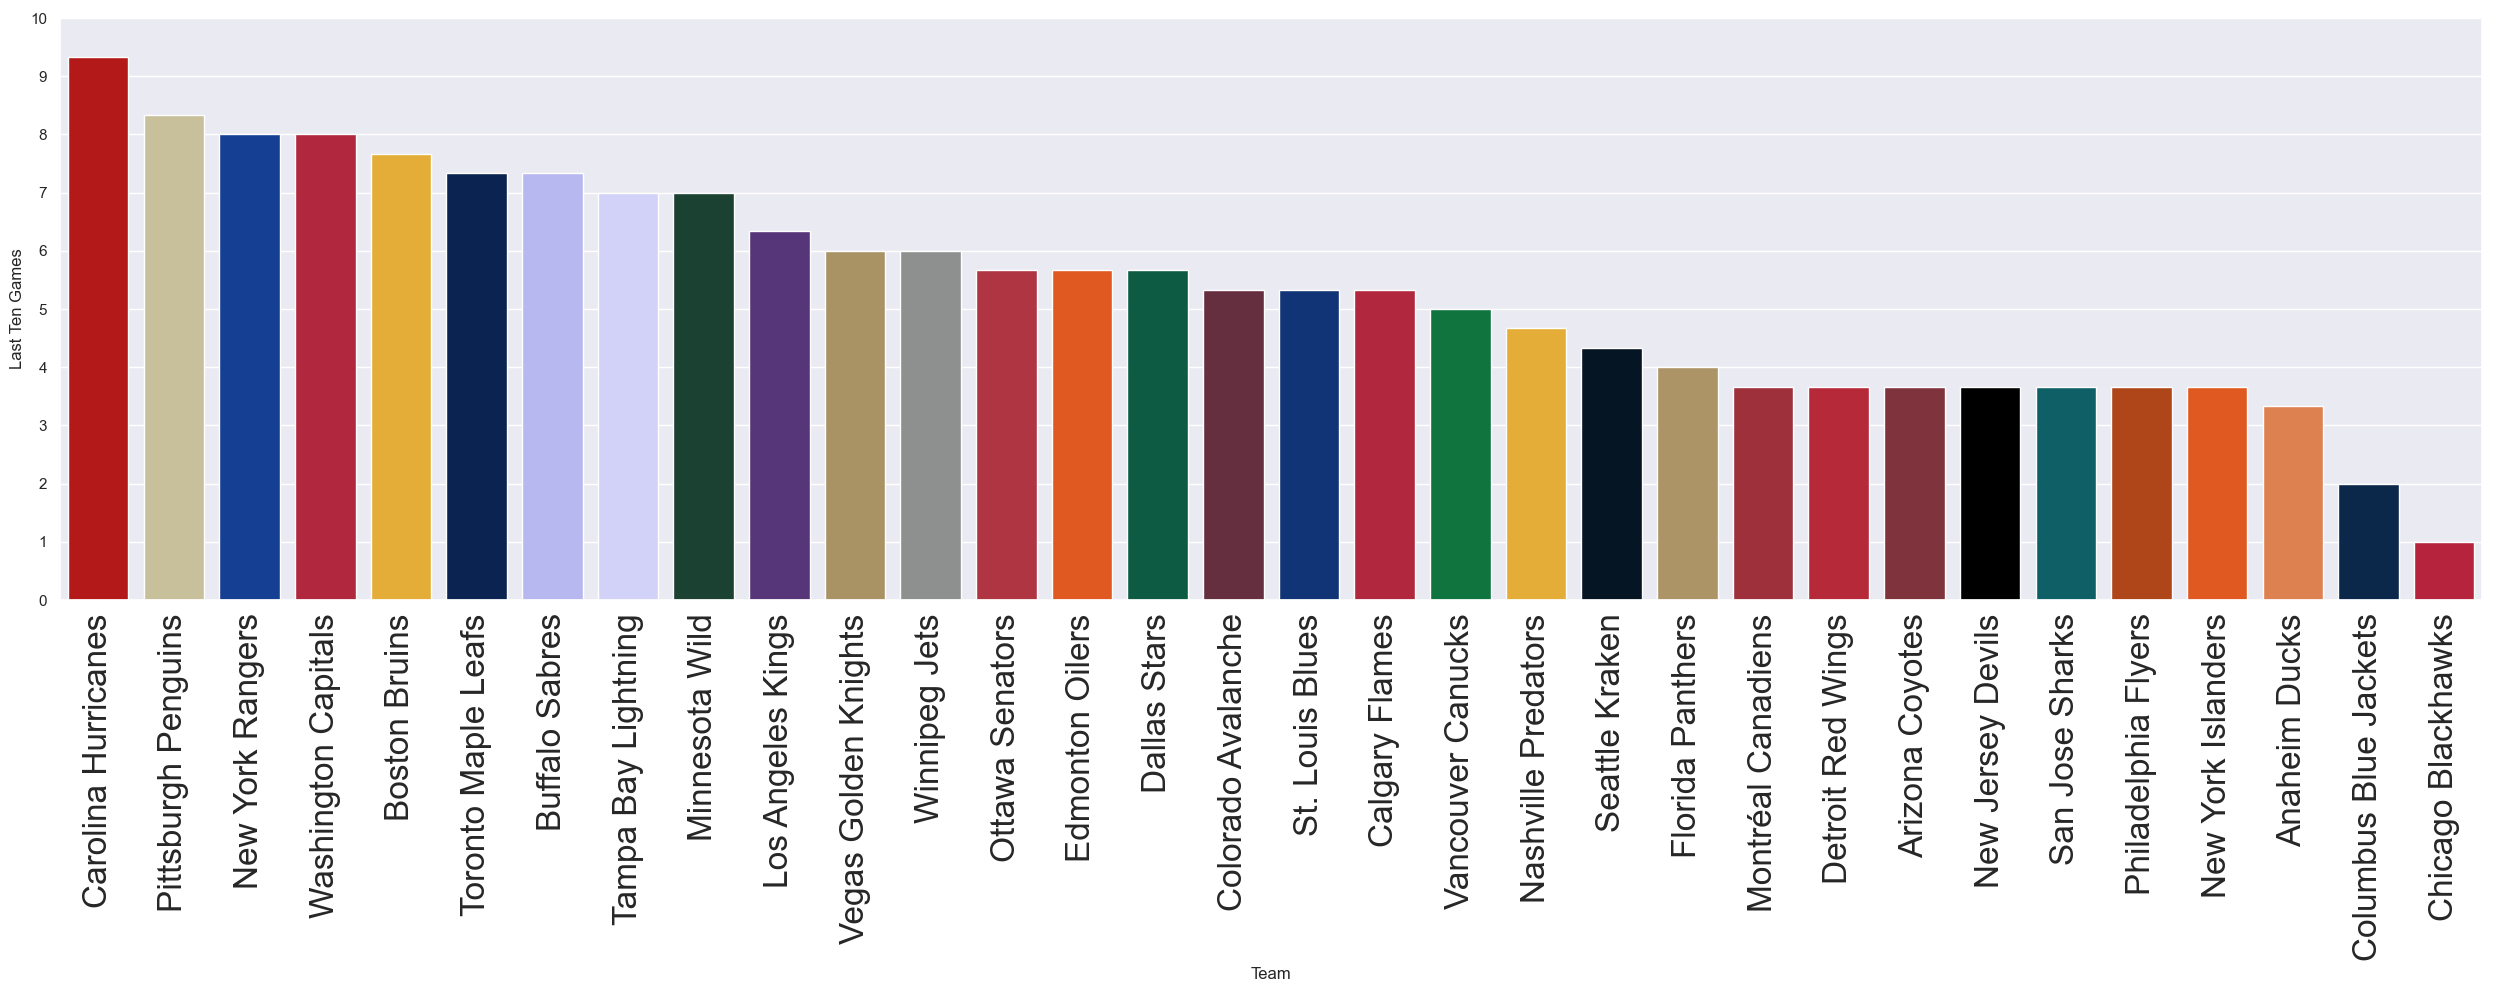 10
9
8
7
6
5
4
3
2
1
0
Last Ten Games
Carolina Hurricanes
Pittsburgh Penguins
New York Rangers
Washington Capitals
Boston Bruins
Toronto Maple Leafs
Buffalo Sabres
Tampa Bay Lightning
Minnesota Wild
Los Angeles Kings
Vegas Golden Knights
Winnipeg Jets
Ottawa Senators
Edmonton Oilers
Dallas Stars
Colorado Avalanche
St. Louis Blues
Calgary Flames
Vancouver Canucks
Nashville Predators
Seattle Kraken
Florida Panthers
Montréal Canadiens
Detroit Red Wings
Arizona Coyotes
New Jersey Devils
San Jose Sharks
Philadelphia Flyers
New York Islanders
Anaheim Ducks
Columbus Blue Jackets
Chicago Blackhawks
Team